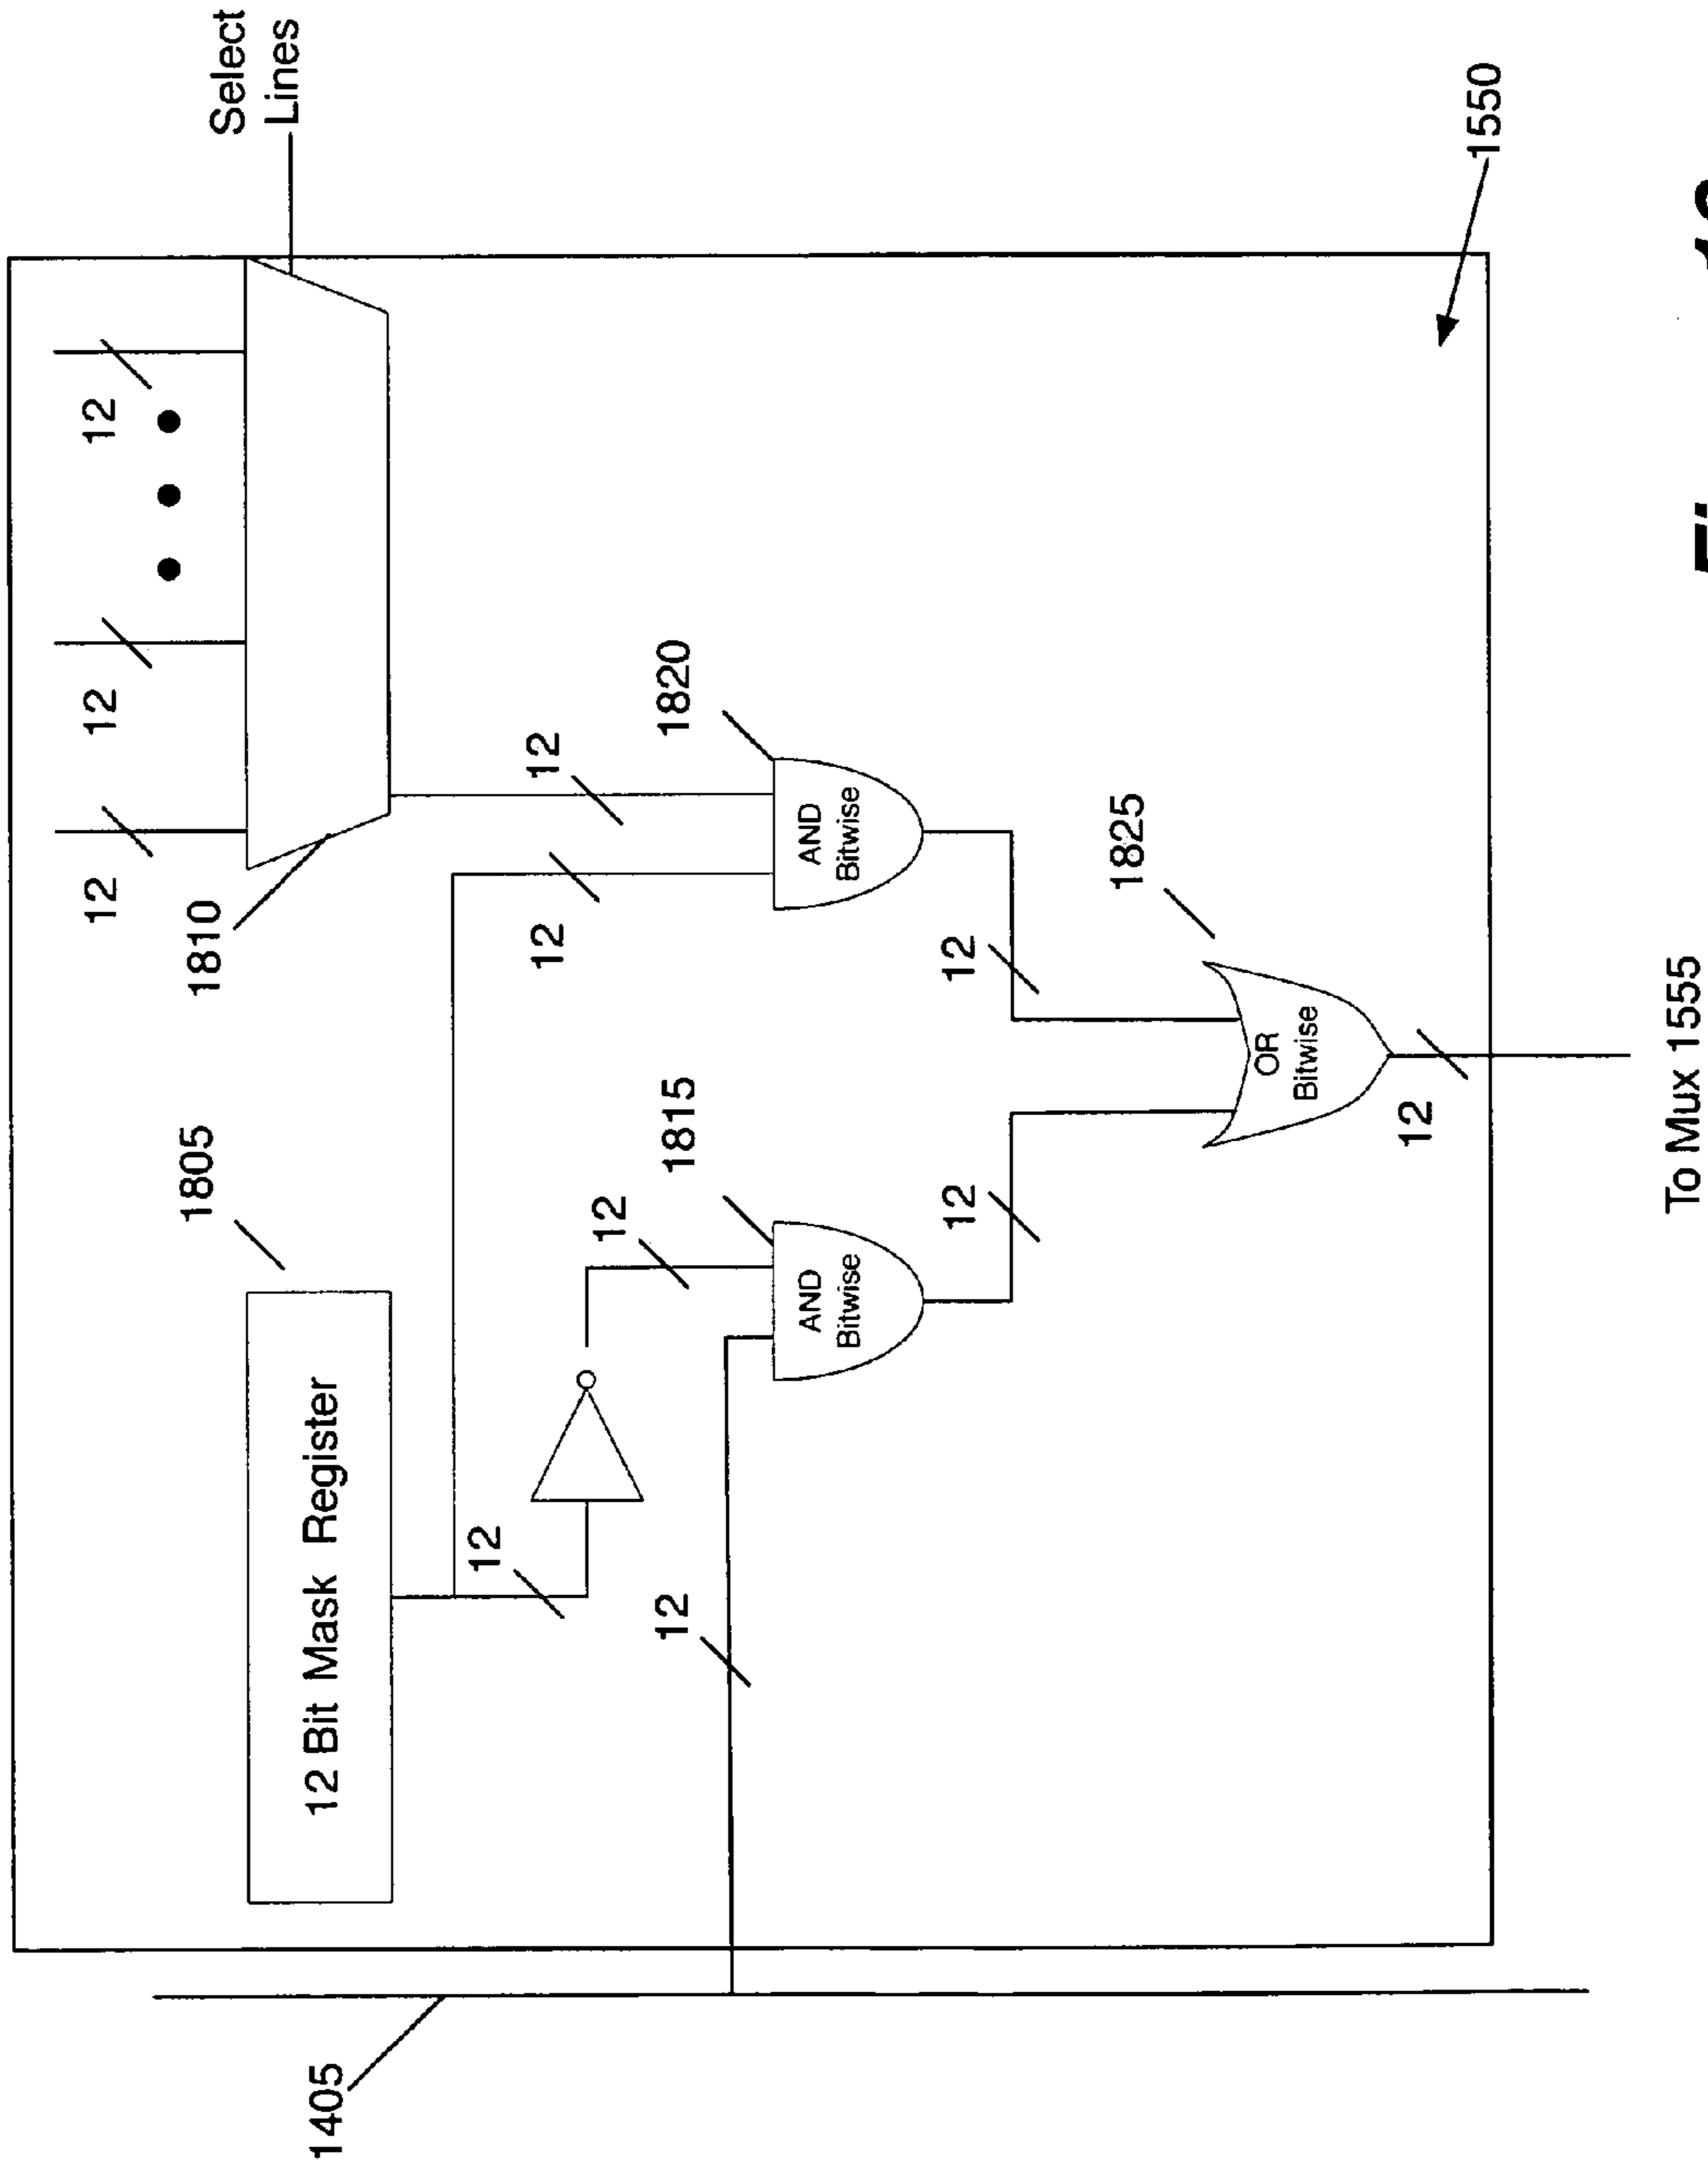 Select
Lines
12
12
12
1810
1805
12 Bit Mask Register
12
12
1820
12
12
1815
12
AND
Bitwise
AND
Bitwise
12
12
1825
OR
Bitwise
12
1405
1550
To Mux 1555